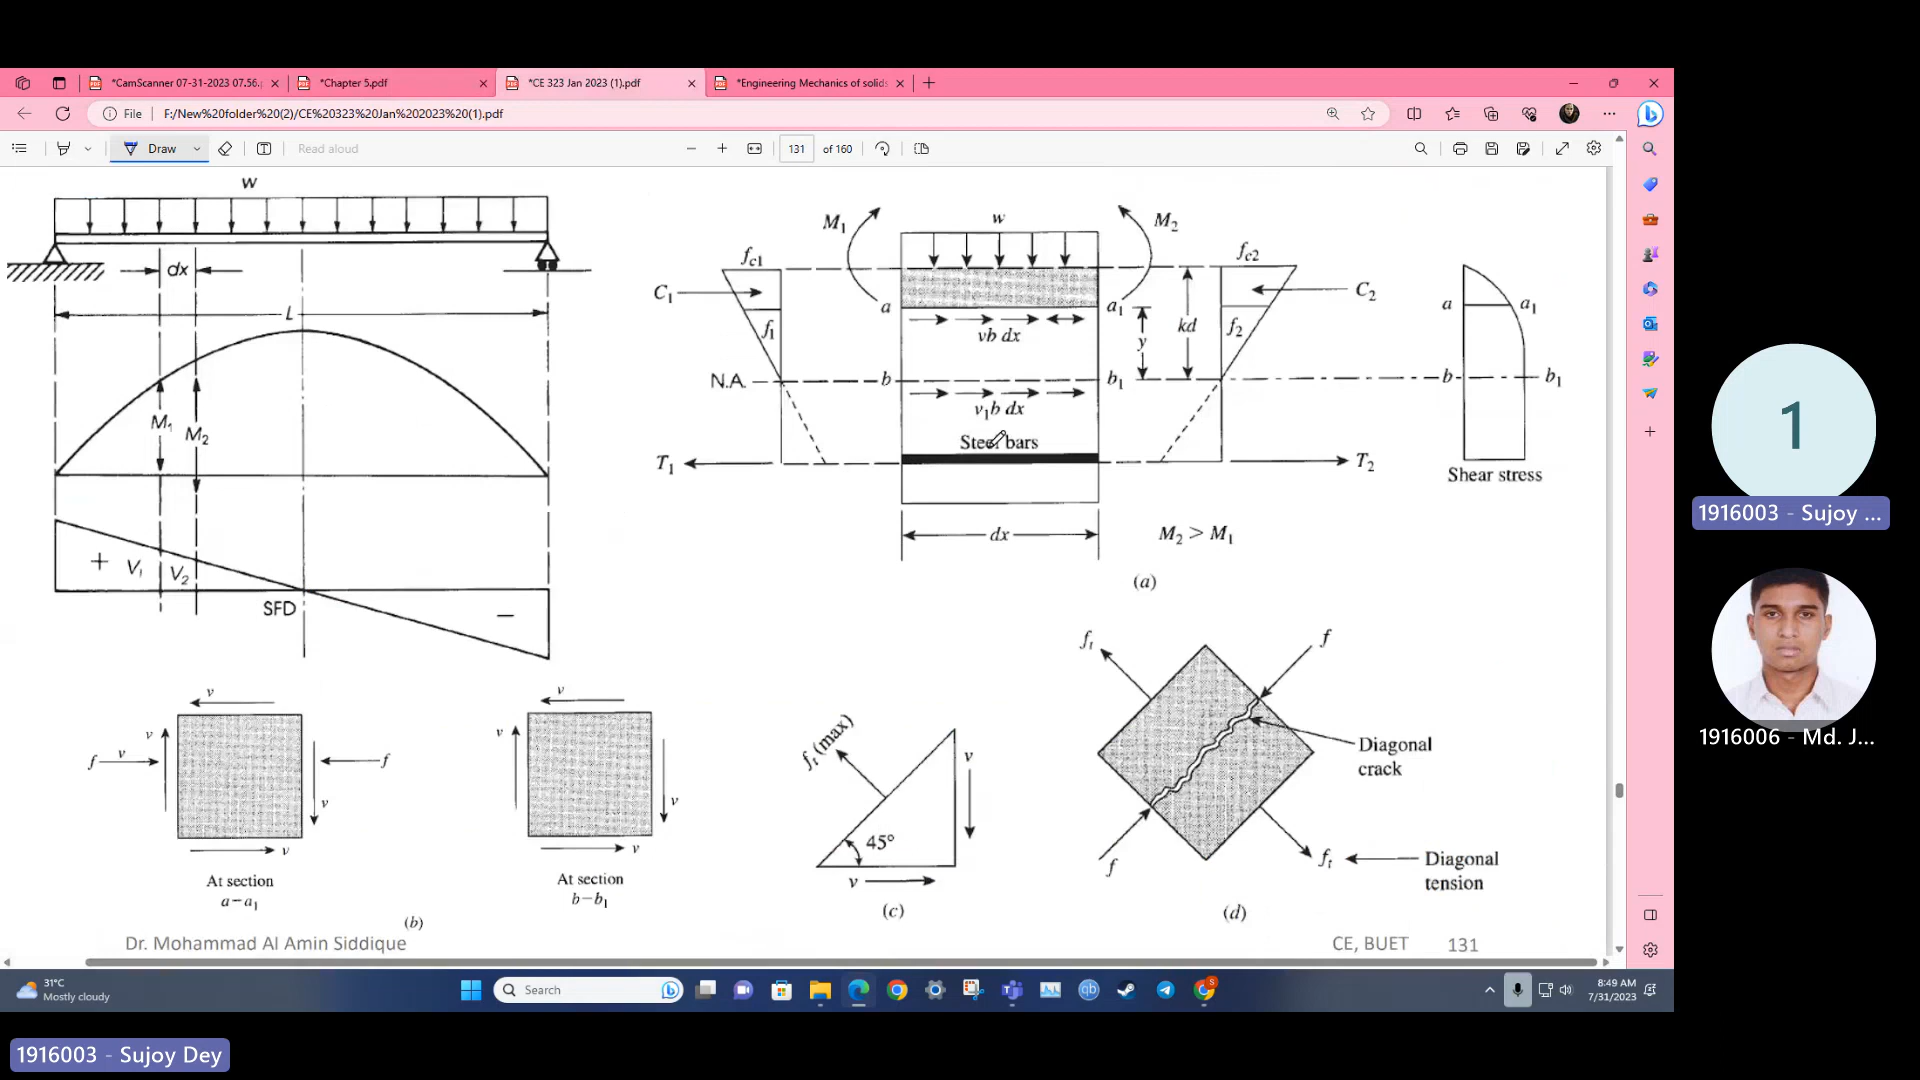 *CamScanner 07-31-2023 07.56.p
*Chapter 5.pdf
*CE 323 Jan 2023 (1).pdf
*Engineering Mechanics of solids
File F:/New%20folder%20(2)/CE%20323%20Jan%202023%20(1).pdf
Draw
Read aloud
131 of 160
w
dx
L
M₁
M₂
+ V₁ V₂
SFD
−
M₁ w M₂
f_c1 f_c2
C₁ C₂
a a₁
f₁ vb dx y kd f₂
N.A. b b₁
v₁b dx
Steel bars
T₁ T₂
dx M₂ > M₁
(a)
a a₁
b b₁
Shear stress
v
v
f v f
v
v
At section
a–a₁
v
v
v
v
At section
b–b₁
(b)
f_t (max)
v
45°
v
(c)
f_t f
Diagonal
crack
f f_t
Diagonal
tension
(d)
Dr. Mohammad Al Amin Siddique CE, BUET 131
31°C
Mostly cloudy
Search
8:49 AM
7/31/2023
1
1916003 - Sujoy ...
1916006 - Md. J...
1916003 - Sujoy Dey